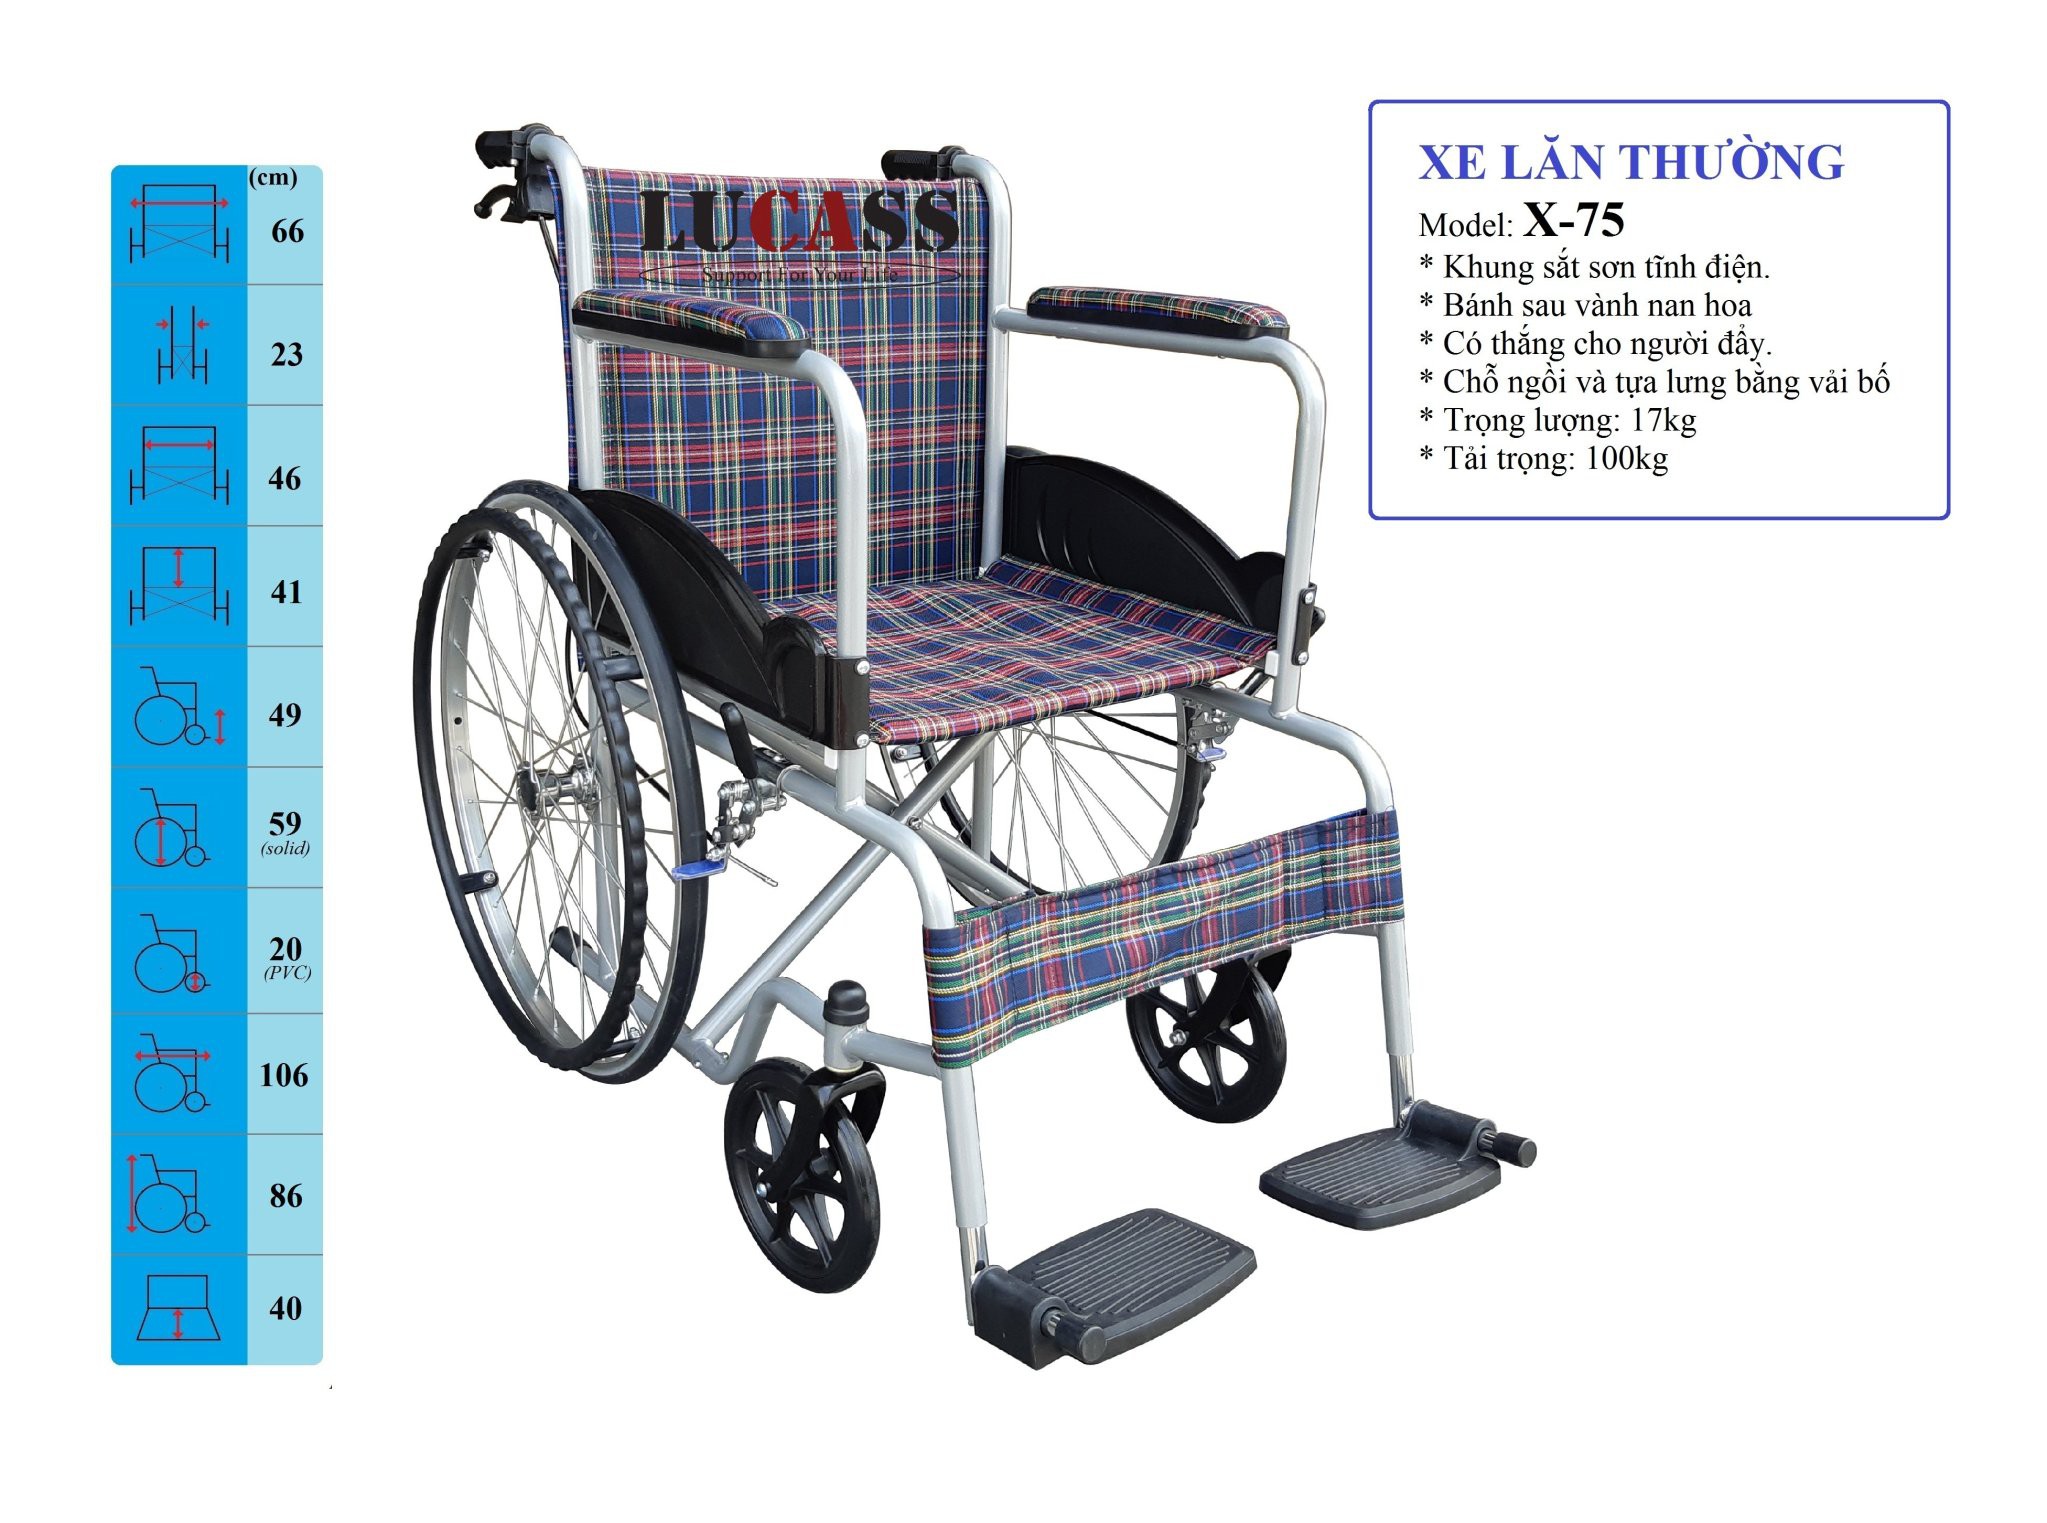 (cm)
66
23
46
41
49
59
(solid)
20
(PVC)
106
86
40
LUCASS
Support For Your Life
XE LĂN THƯỜNG
Model: X-75
* Khung sắt sơn tĩnh điện.
* Bánh sau vành nan hoa
* Có thắng cho người đẩy.
* Chỗ ngồi và tựa lưng bằng vải bố
* Trọng lượng: 17kg
* Tải trọng: 100kg